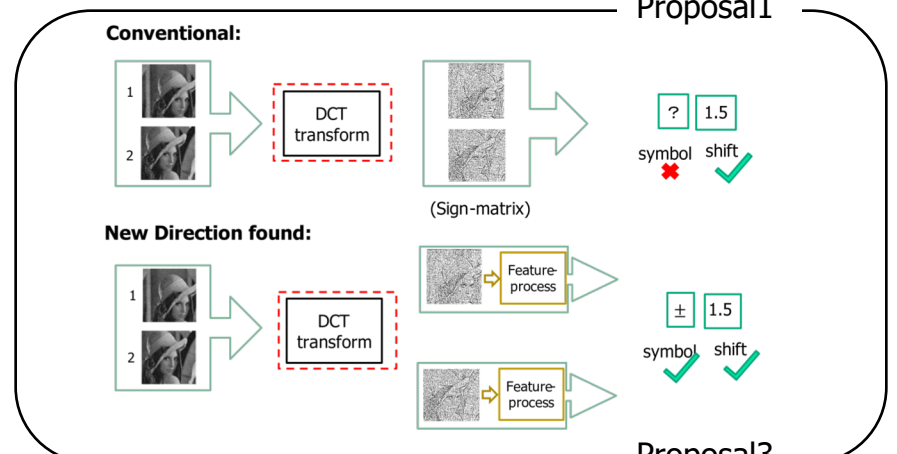 Proposal1
Conventional:
1
2
DCT
transform
(Sign-matrix)
? 1.5
symbol shift
New Direction found:
1
2
DCT
transform
Feature-
process
Feature-
process
± 1.5
symbol shift
Proposal3